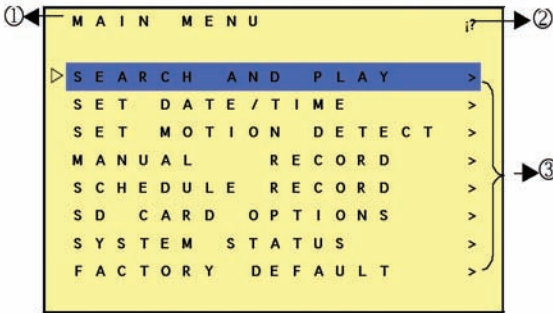 ① MAIN MENU ¡? ②
▷ SEARCH AND PLAY >
SET DATE/TIME >
SET MOTION DETECT >
MANUAL RECORD >
SCHEDULE RECORD > ③
SD CARD OPTIONS >
SYSTEM STATUS >
FACTORY DEFAULT >